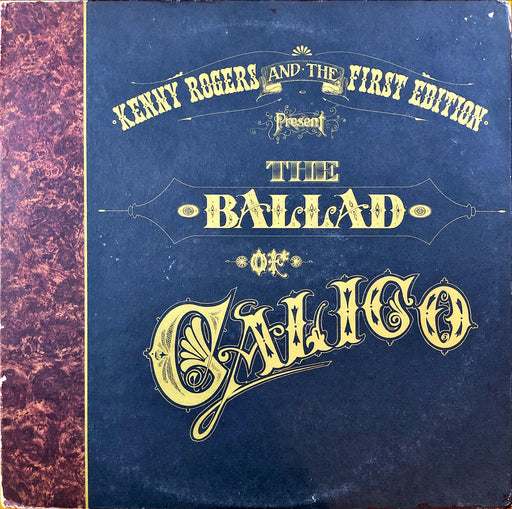 KENNY ROGERS AND · THE FIRST EDITION
Present
THE
BALLAD
OF
CALICO